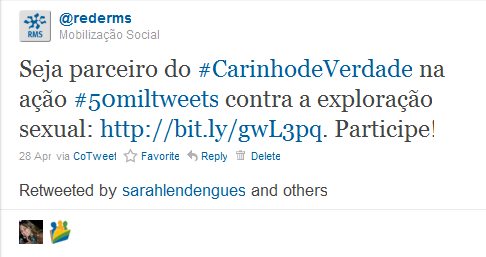 @rederms
RMS
Mobilização Social
Seja parceiro do #CarinhodeVerdade na
ação #50miltweets contra a exploração
sexual: http://bit.ly/gwL3pq. Participe!
28 Apr via CoTweet Favorite Reply Delete
Retweeted by sarahlendengues and others